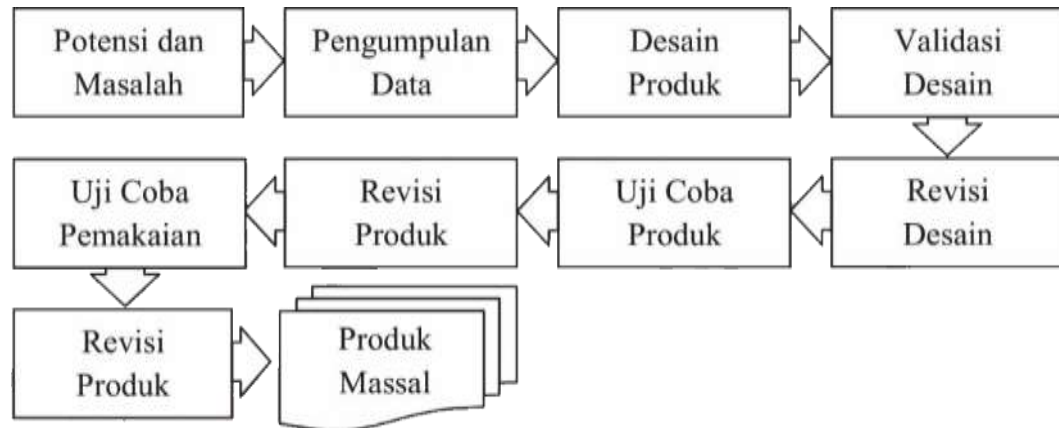 Potensi dan
Masalah
Pengumpulan
Data
Desain
Produk
Validasi
Desain
Revisi
Desain
Uji Coba
Produk
Revisi
Produk
Uji Coba
Pemakaian
Revisi
Produk
Produk
Massal